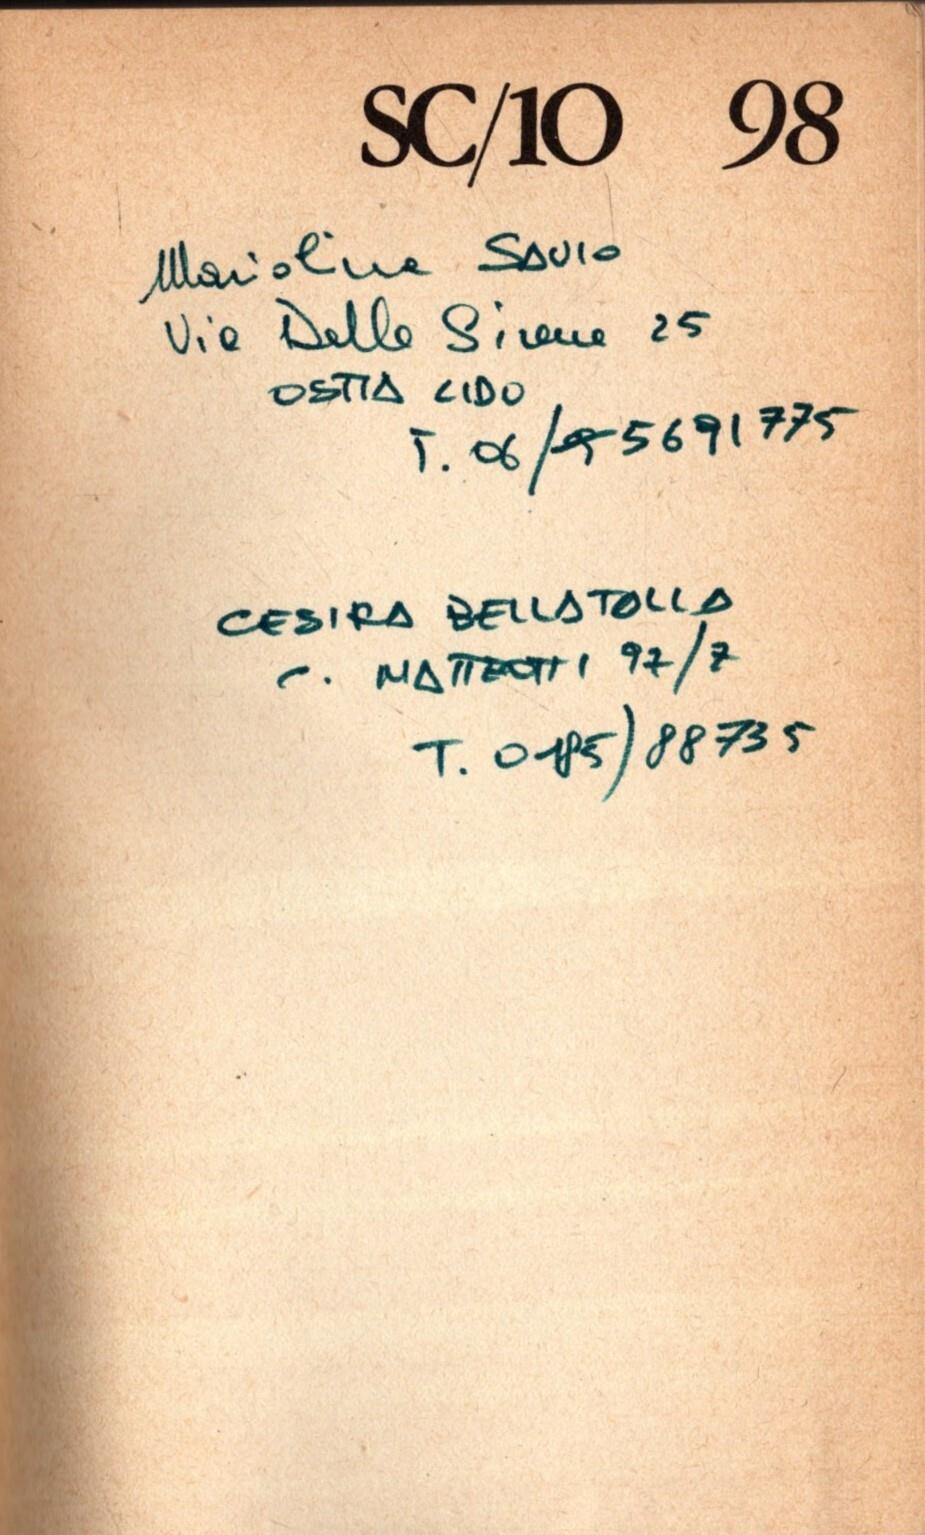 SC/10 98
Mariolina SAVIO
Via Delle Sirene 25
OSTIA LIDO
T. 06/5691775
CESIRA BELLATOLLA
C. MATTEOTTI 97/7
T. 0185)88735